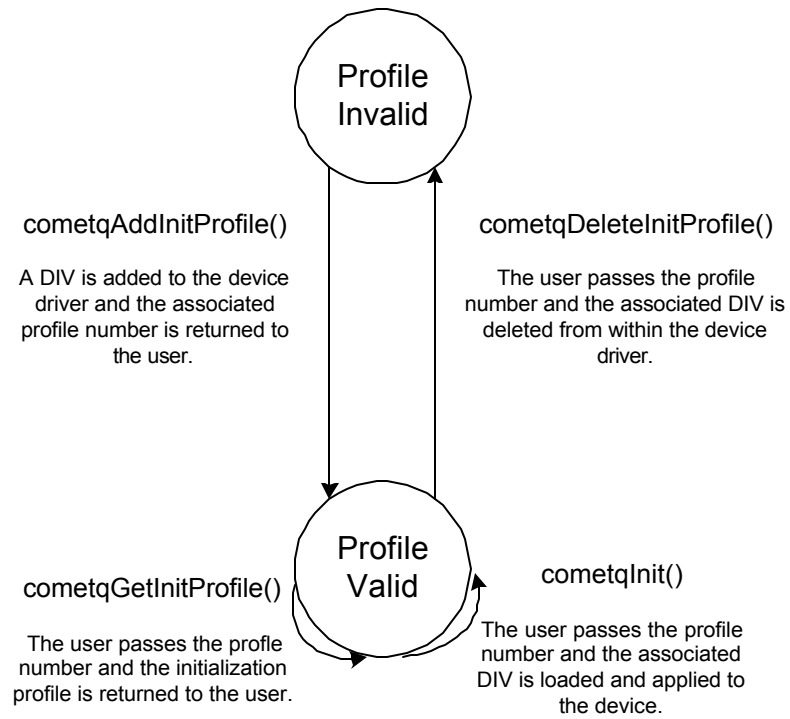 Profile
Invalid
cometqAddInitProfile()
A DIV is added to the device
driver and the associated
profile number is returned to
the user.
cometqDeleteInitProfile()
The user passes the profile
number and the associated DIV is
deleted from within the device
driver.
Profile
Valid
cometqGetInitProfile()
The user passes the profle
number and the initialization
profile is returned to the user.
cometqInit()
The user passes the profile
number and the associated
DIV is loaded and applied to
the device.